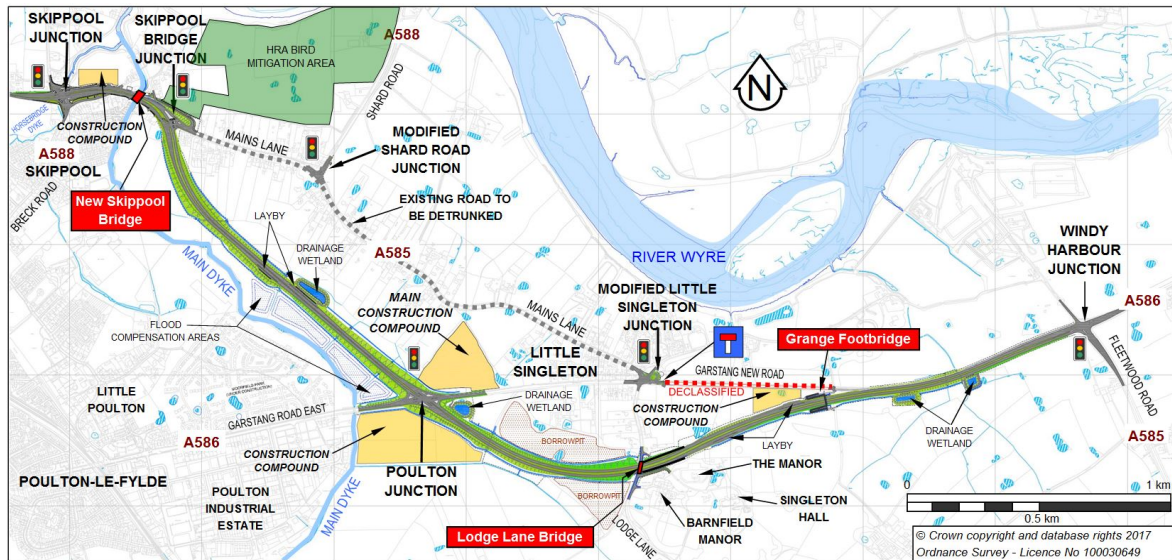 SKIPPOOL
JUNCTION
SKIPPOOL
BRIDGE
JUNCTION
HRA BIRD
MITIGATION AREA
A588
SHARD ROAD
N
HORSEBRIDGE
DYKE
CONSTRUCTION
COMPOUND
A588
SKIPPOOL
BRECK ROAD
New Skippool
Bridge
MAINS LANE
MODIFIED
SHARD ROAD
JUNCTION
EXISTING ROAD TO
BE DETRUNKED
LAYBY
DRAINAGE
WETLAND
A585
MAIN DYKE
RIVER WYRE
WINDY
HARBOUR
JUNCTION
A586
FLEETWOOD ROAD
A585
MAIN
CONSTRUCTION
COMPOUND
MAINS LANE
MODIFIED LITTLE
SINGLETON
JUNCTION
Grange Footbridge
FLOOD
COMPENSATION AREAS
LITTLE
SINGLETON
GARSTANG NEW ROAD
DECLASSIFIED
CONSTRUCTION
COMPOUND
LITTLE
POULTON
GARSTANG ROAD EAST
A586
DRAINAGE
WETLAND
DRAINAGE
WETLAND
LAYBY
CONSTRUCTION
COMPOUND
BORROWPIT
BORROWPIT
POULTON
JUNCTION
THE MANOR
SINGLETON
HALL
BARNFIELD
MANOR
LODGE LANE
Lodge Lane Bridge
POULTON-LE-FYLDE
POULTON
INDUSTRIAL
ESTATE
MAIN DYKE
0
1 km
0.5 km
© Crown copyright and database rights 2017
Ordnance Survey - Licence No 100030649